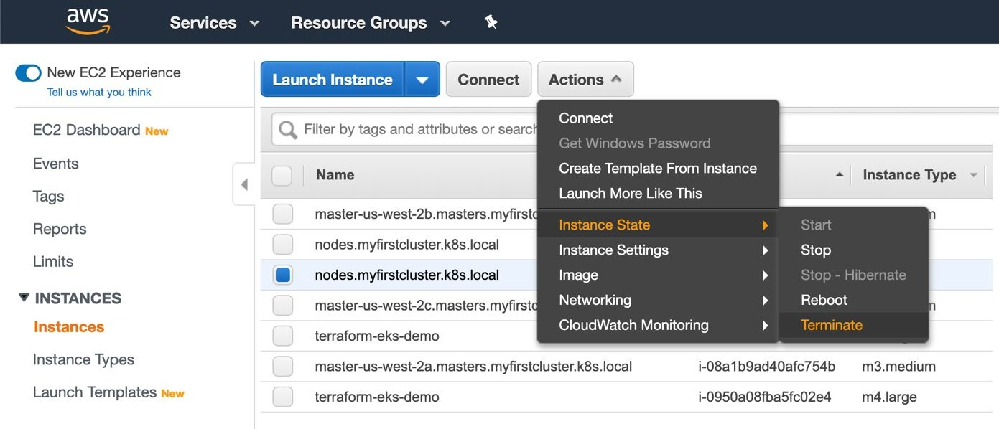 aws
Services
Resource Groups
New EC2 Experience
Tell us what you think
EC2 Dashboard New
Events
Tags
Reports
Limits
INSTANCES
Instances
Instance Types
Launch Templates New
Launch Instance
Connect
Actions
Filter by tags and attributes or search
Name
Instance Type
master-us-west-2b.masters.myfirstc
nodes.myfirstcluster.k8s.local
nodes.myfirstcluster.k8s.local
master-us-west-2c.masters.myfirstc
terraform-eks-demo
master-us-west-2a.masters.myfirstcluster.k8s.local i-08a1b9ad40afc754b m3.medium
terraform-eks-demo i-0950a08fba5fc02e4 m4.large
Connect
Get Windows Password
Create Template From Instance
Launch More Like This
Instance State
Instance Settings
Image
Networking
CloudWatch Monitoring
Start
Stop
Stop - Hibernate
Reboot
Terminate